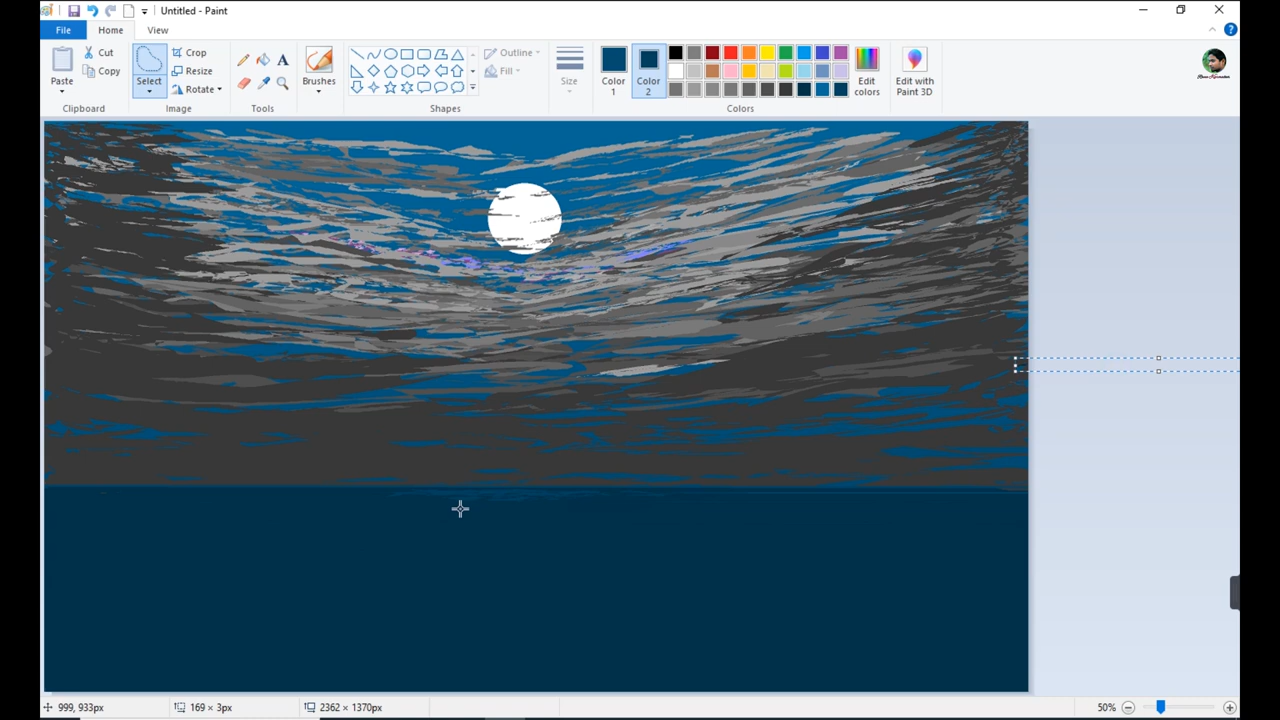 Untitled - Paint
File
Home
View
Paste
Cut
Copy
Clipboard
Select
Crop
Resize
Rotate
Image
A
Tools
Brushes
Outline
Fill
Shapes
Size
Color 1
Color 2
Edit colors
Edit with Paint 3D
Colors
999, 933px
169 × 3px
2362 × 1370px
50%